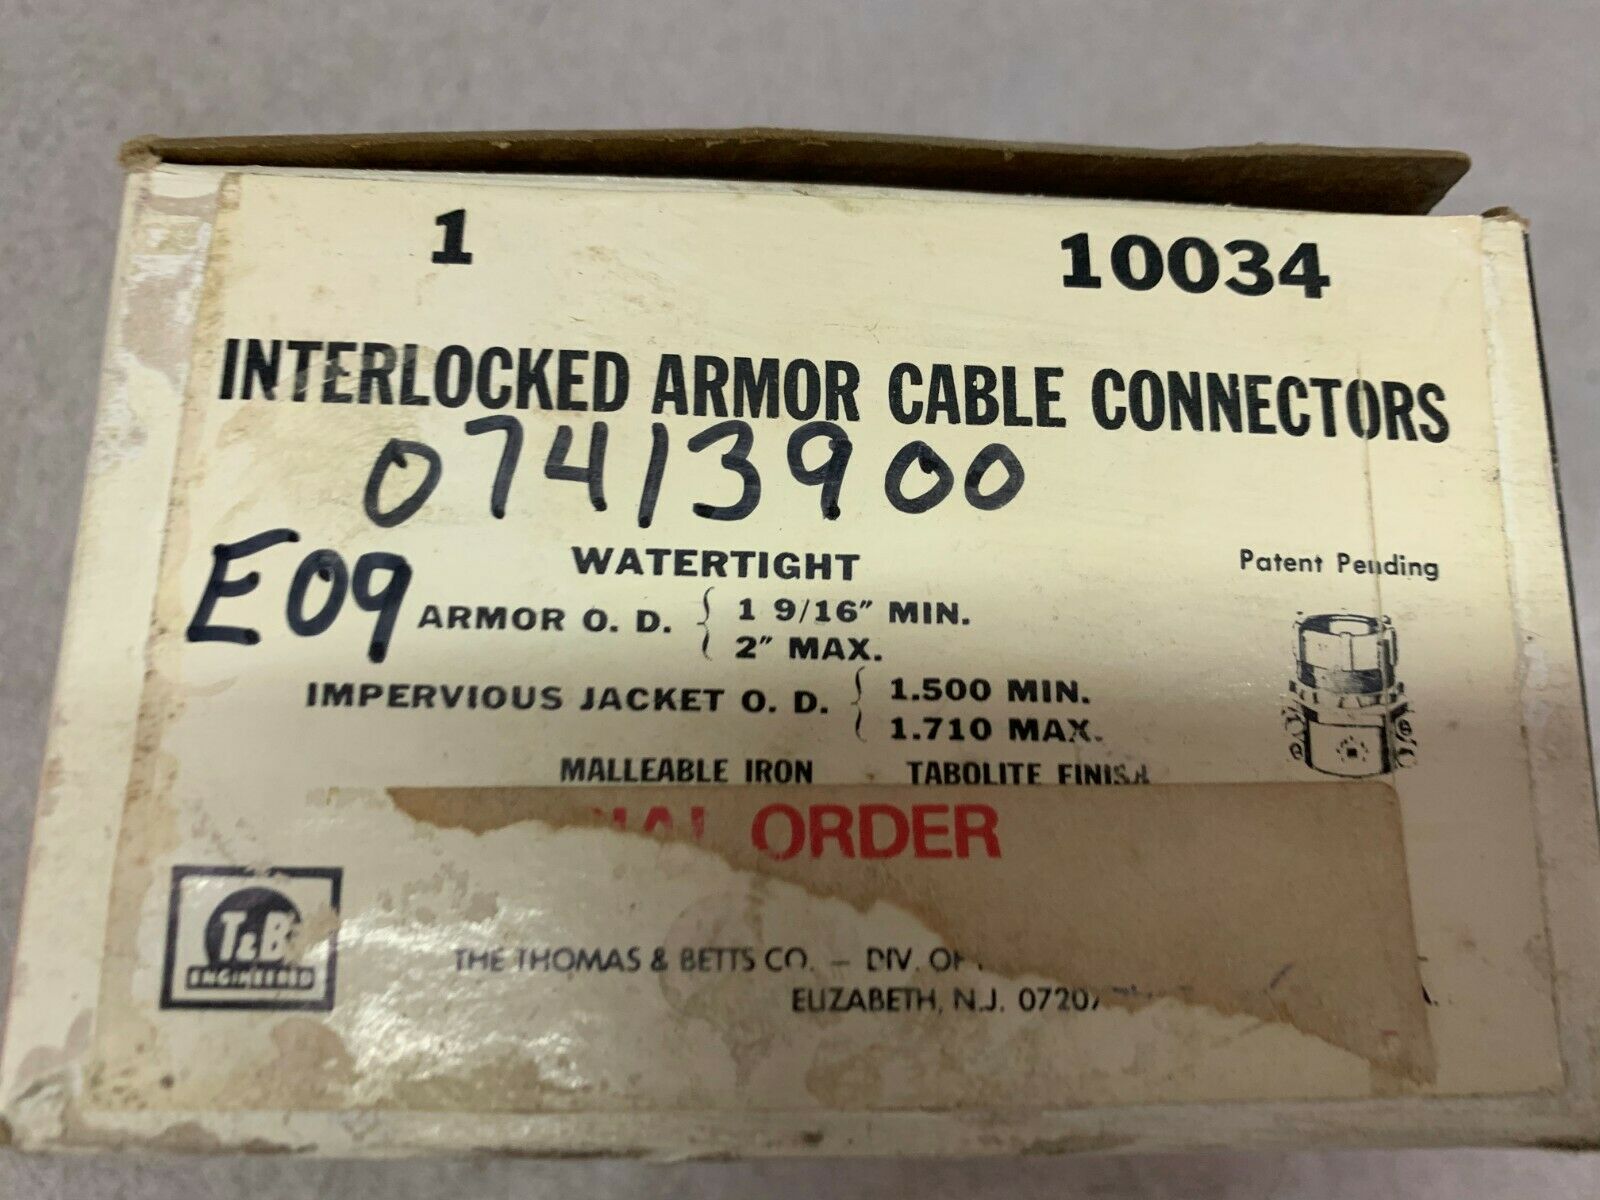 1 10034
INTERLOCKED ARMOR CABLE CONNECTORS
07413900
E09
WATERTIGHT
Patent Pending
ARMOR O. D. { 1 9/16" MIN.
2" MAX.
IMPERVIOUS JACKET O. D. { 1.500 MIN.
1.710 MAX.
MALLEABLE IRON TABOLITE FINISH
ORDER
T&B
ENGINEERED
THE THOMAS & BETTS CO. – DIV. OF
ELIZABETH, N.J. 07207